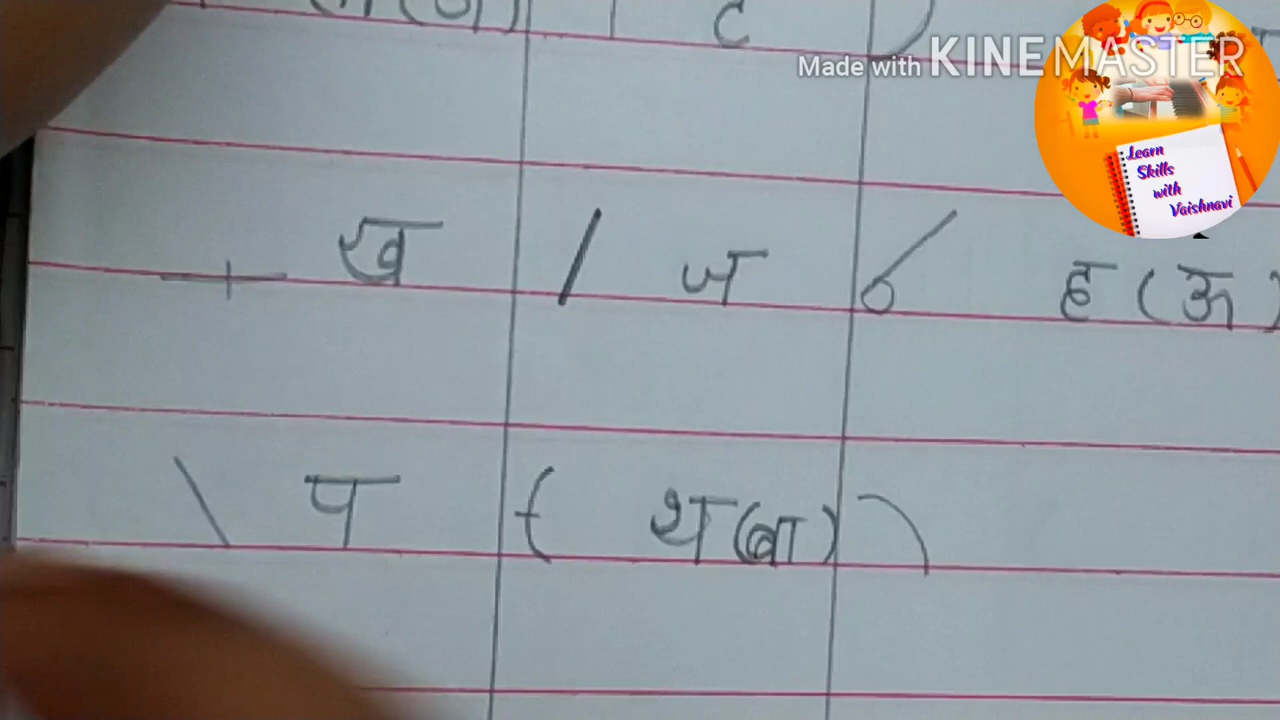 Made with KINEMASTER
Learn
Skills
with
Vaishnavi
ख ज ह (ऊ)
प थ (बा)